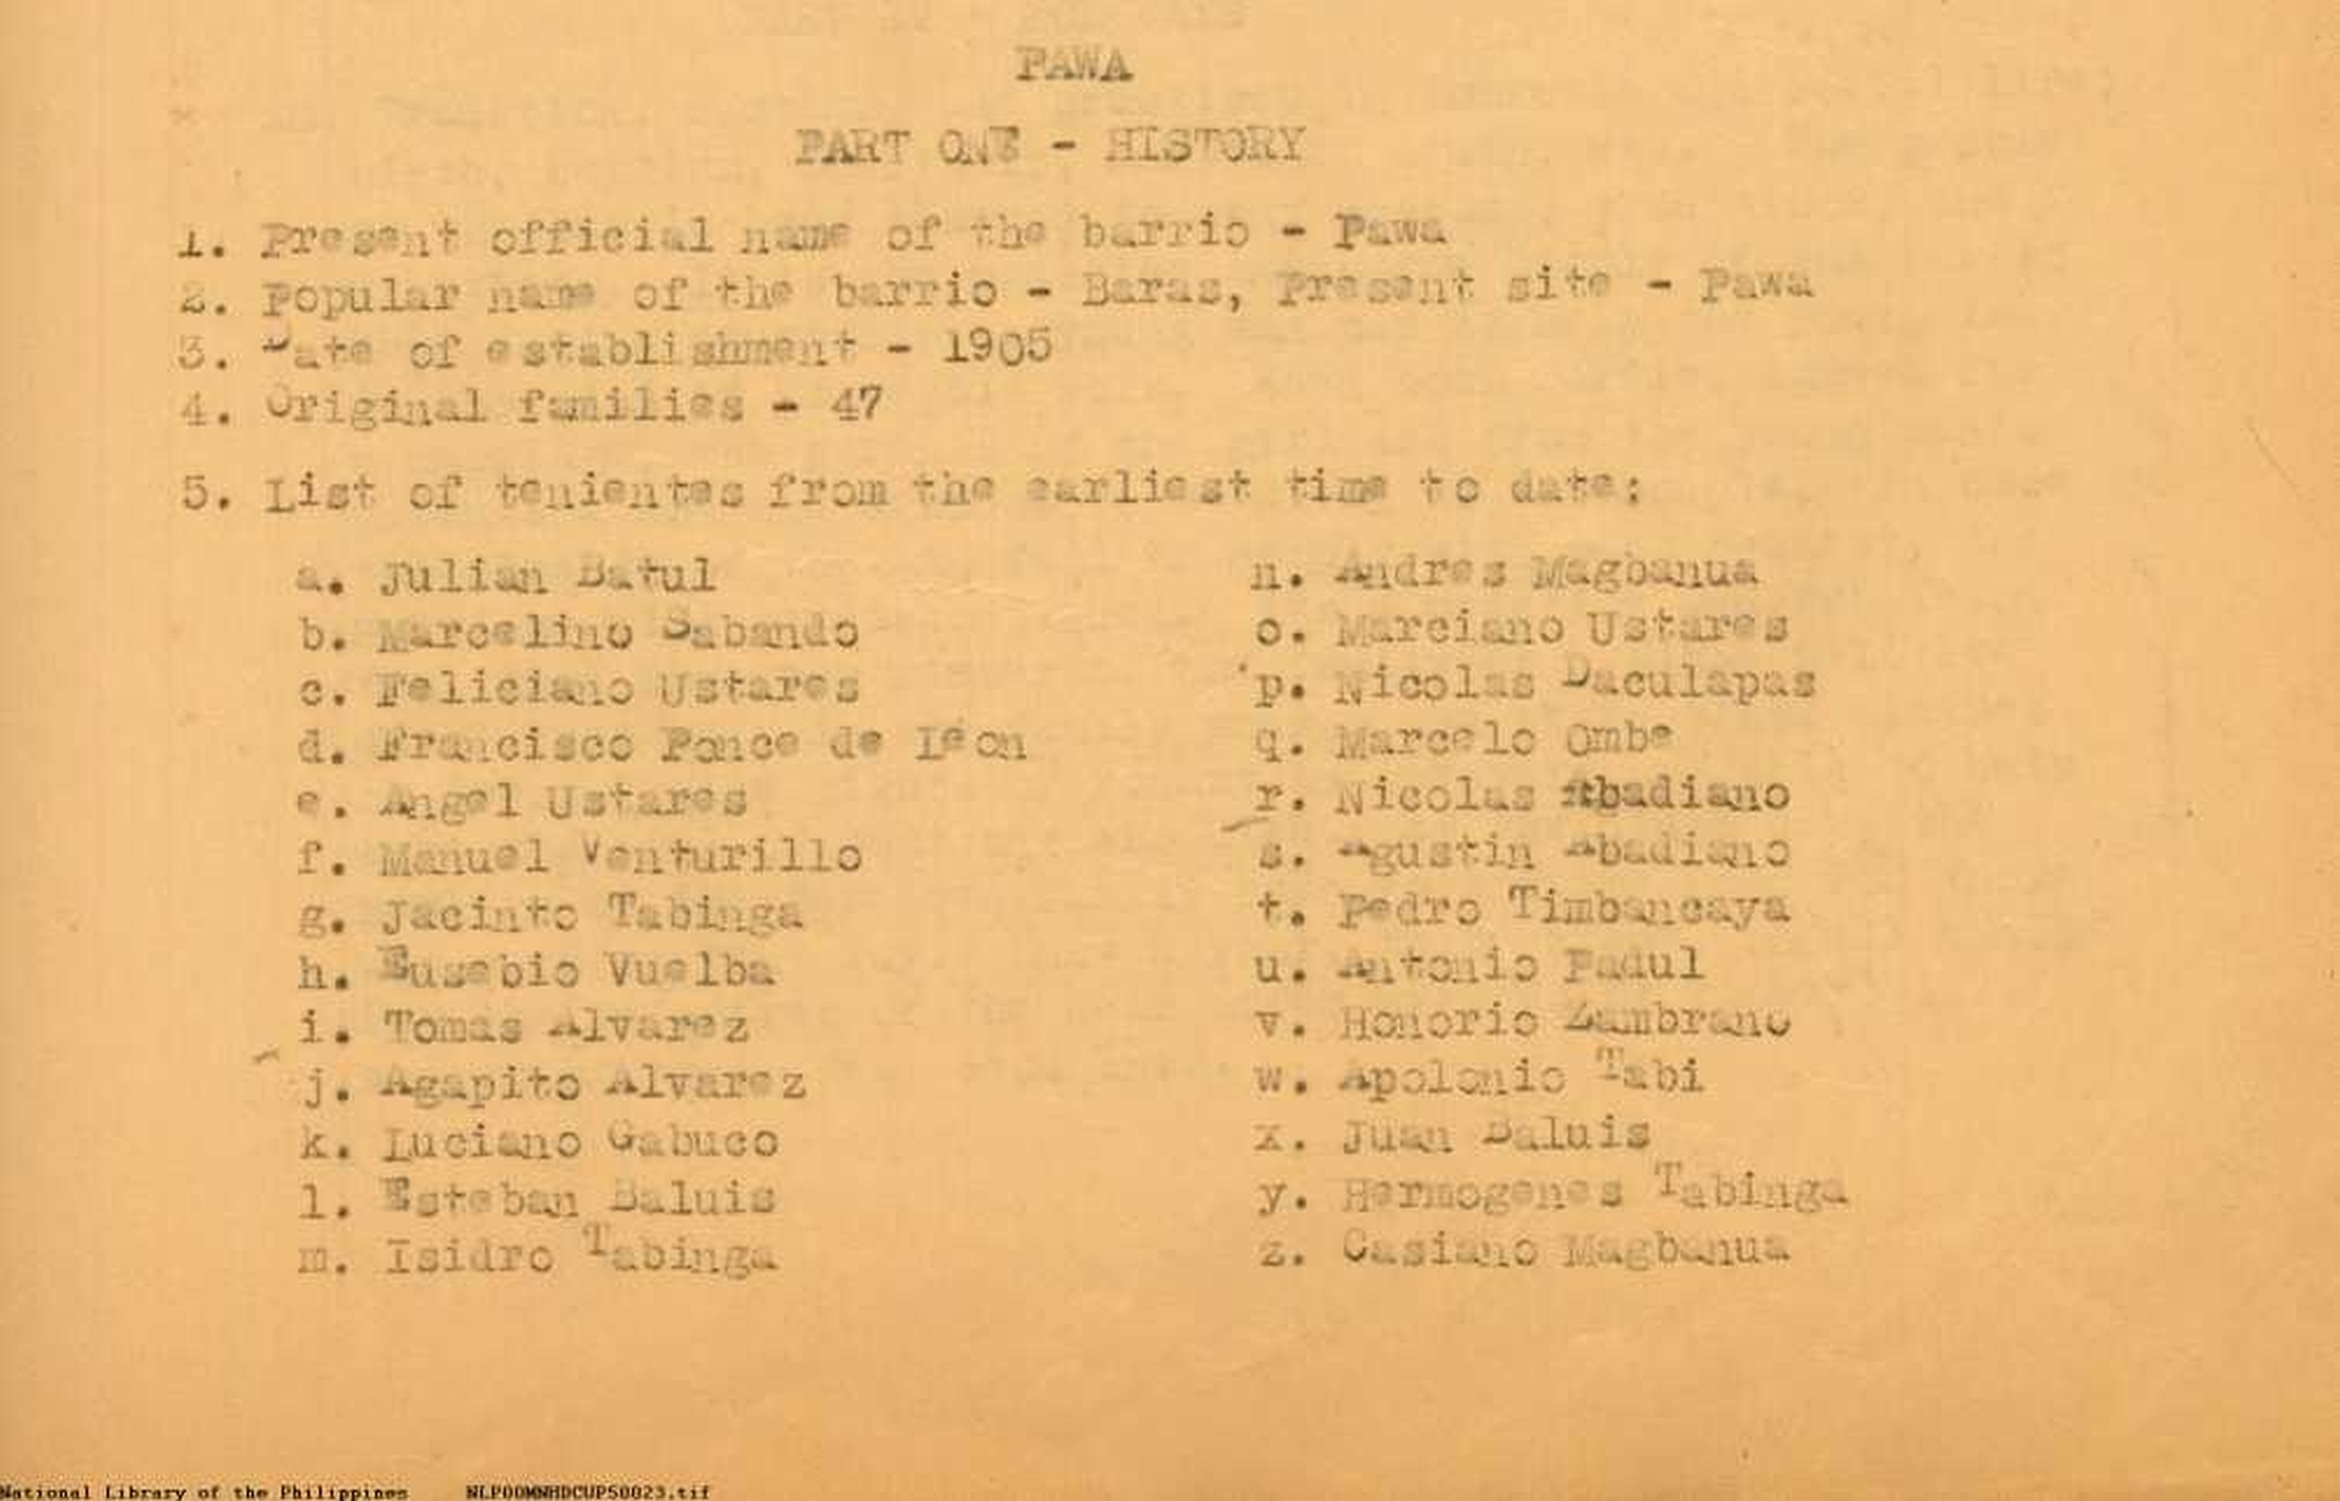 PAWA
PART ONE - HISTORY
1. Present official name of the barrio - Pawa
2. Popular name of the barrio - Baras, Present site - Pawa
3. Date of establishment - 1905
4. Original families - 47
5. List of tenientes from the earliest time to date:
a. Julian Batul
b. Marcelino Sabando
c. Feliciano Ustares
d. Francisco Ponce de Leon
e. Angel Ustares
f. Manuel Venturillo
g. Jacinto Tabinga
h. Eusebio Vuelba
i. Tomas Alvarez
j. Agapito Alvarez
k. Luciano Gabuco
l. Esteban Baluis
m. Isidro Tabinga
n. Andres Magbanua
o. Marciano Ustares
p. Nicolas Daculapas
q. Marcelo Ombe
r. Nicolas Abadiano
s. Agustin Abadiano
t. Pedro Timbancaya
u. Antonio Padul
v. Honorio Zambrano
w. Apolonio Tabi
x. Juan Baluis
y. Hermogenes Tabinga
z. Casiano Magbanua
National Library of the Philippines NLPOOMNHDCUP50023.tif